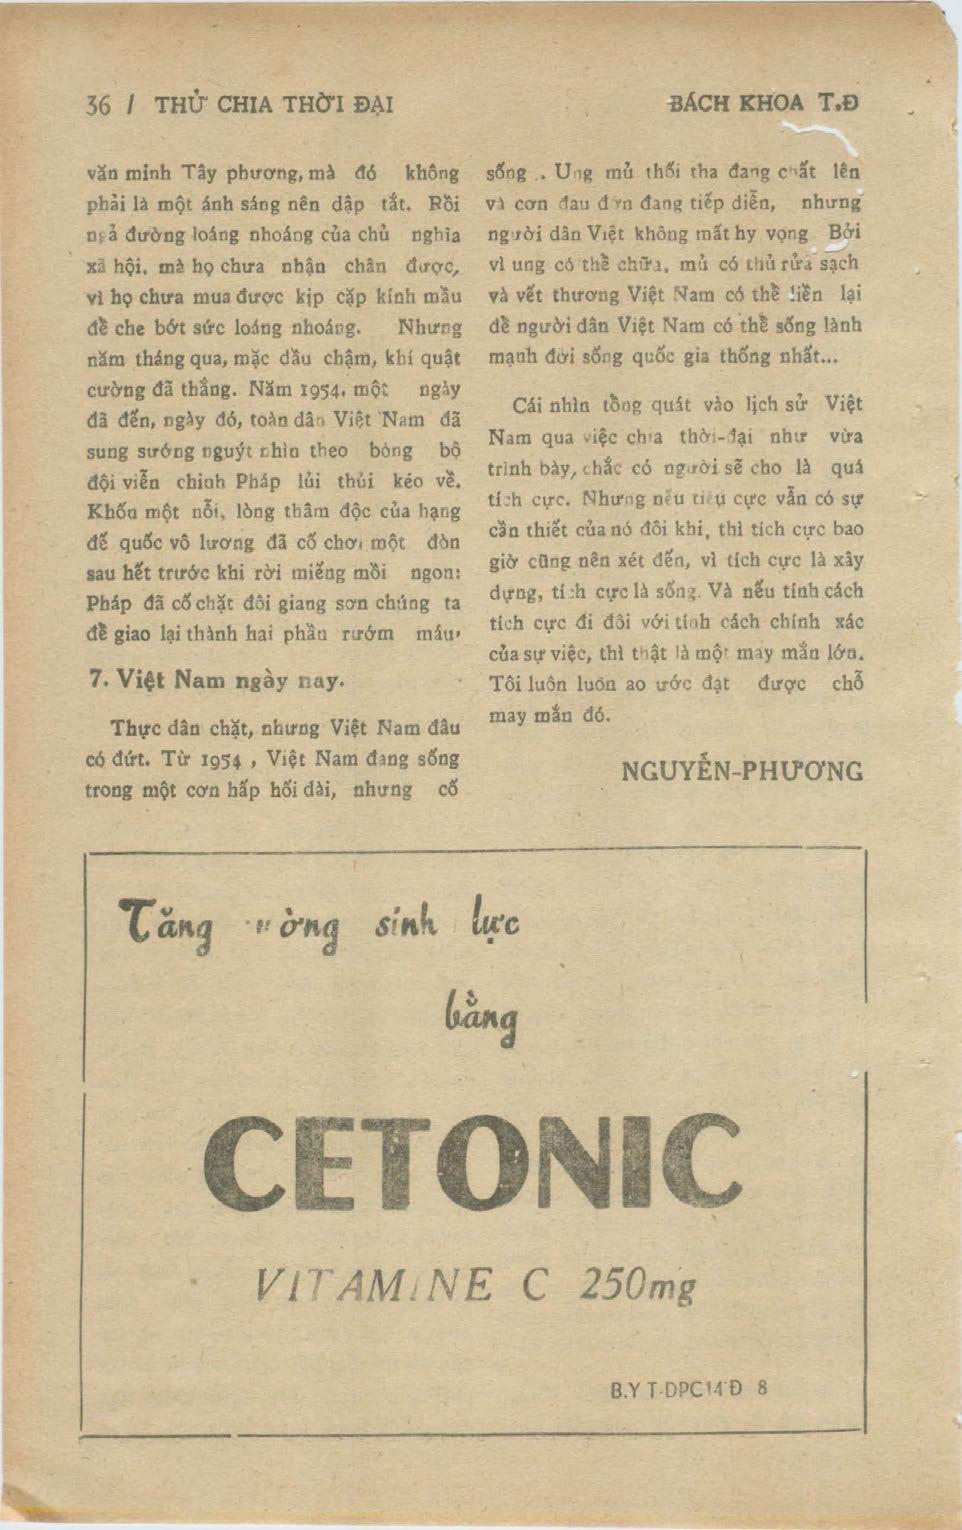 36 / THỬ CHIA THỜI ĐẠI
BÁCH KHOA T.Đ
văn minh Tây phương, mà đó không
phải là một ánh sáng nên dập tắt. Rồi
ngả đường loáng nhoáng của chủ nghĩa
xã hội, mà họ chưa nhận chân được,
vì họ chưa mua được kịp cặp kính mầu
để che bớt sức loáng nhoáng. Nhưng
năm tháng qua, mặc dầu chậm, khí quật
cường đã thắng. Năm 1954, một ngày
đã đến, ngày đó, toàn dân Việt Nam đã
sung sướng nguýt nhìn theo bóng bộ
đội viễn chinh Pháp lủi thủi kéo về.
Khốn một nỗi, lòng thâm độc của hạng
đế quốc vô lương đã cố chơi một đòn
sau hết trước khi rời miếng mồi ngon:
Pháp đã cố chặt đôi giang sơn chúng ta
để giao lại thành hai phần rướm máu.
7. Việt Nam ngày nay.
Thực dân chặt, nhưng Việt Nam đâu
có đứt. Từ 1954 , Việt Nam đang sống
trong một cơn hấp hối dài, nhưng cố
sống .. Ung mủ thối tha đang chất lên
và cơn đau đớn đang tiếp diễn, nhưng
người dân Việt không mất hy vọng Bởi
vì ung có thể chữa, mủ có thủ rửa sạch
và vết thương Việt Nam có thể liền lại
để người dân Việt Nam có thể sống lành
mạnh đời sống quốc gia thống nhất...
Cái nhìn tổng quát vào lịch sử Việt
Nam qua việc chia thời-đại như vừa
trình bày, chắc có người sẽ cho là quá
tích cực. Nhưng nếu tiêu cực vẫn có sự
cần thiết của nó đôi khi, thì tích cực bao
giờ cũng nên xét đến, vì tích cực là xây
dựng, tích cực là sống. Và nếu tính cách
tích cực đi đôi với tính cách chính xác
của sự việc, thì thật là một may mắn lớn.
Tôi luôn luôn ao ước đạt được chỗ
may mắn đó.
NGUYỄN-PHƯƠNG
Tăng cường sinh lực
bằng
CETONIC
VITAMINE C 250mg
B.Y T-DPC14 Đ 8